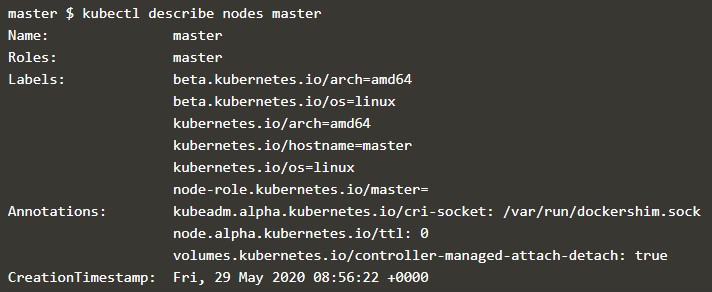 master $ kubectl describe nodes master
Name:               master
Roles:              master
Labels:             beta.kubernetes.io/arch=amd64
                    beta.kubernetes.io/os=linux
                    kubernetes.io/arch=amd64
                    kubernetes.io/hostname=master
                    kubernetes.io/os=linux
                    node-role.kubernetes.io/master=
Annotations:        kubeadm.alpha.kubernetes.io/cri-socket: /var/run/dockershim.sock
                    node.alpha.kubernetes.io/ttl: 0
                    volumes.kubernetes.io/controller-managed-attach-detach: true
CreationTimestamp:  Fri, 29 May 2020 08:56:22 +0000